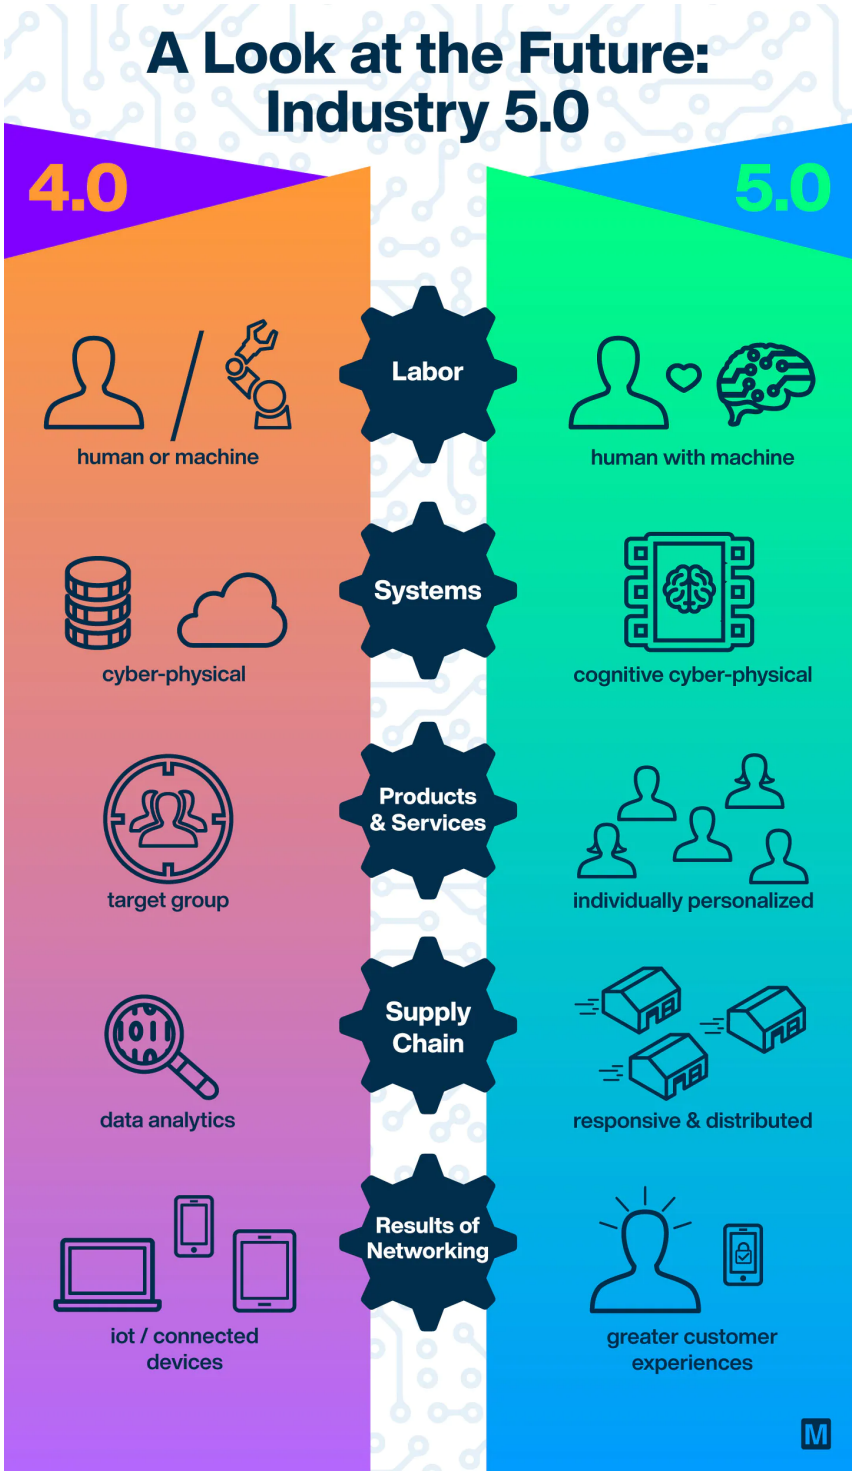 A Look at the Future:
Industry 5.0
4.0
5.0
Labor
human or machine
human with machine
Systems
cyber-physical
cognitive cyber-physical
Products
& Services
target group
individually personalized
1011
10
Supply
Chain
data analytics
responsive & distributed
Results of
Networking
iot / connected
devices
greater customer
experiences
M